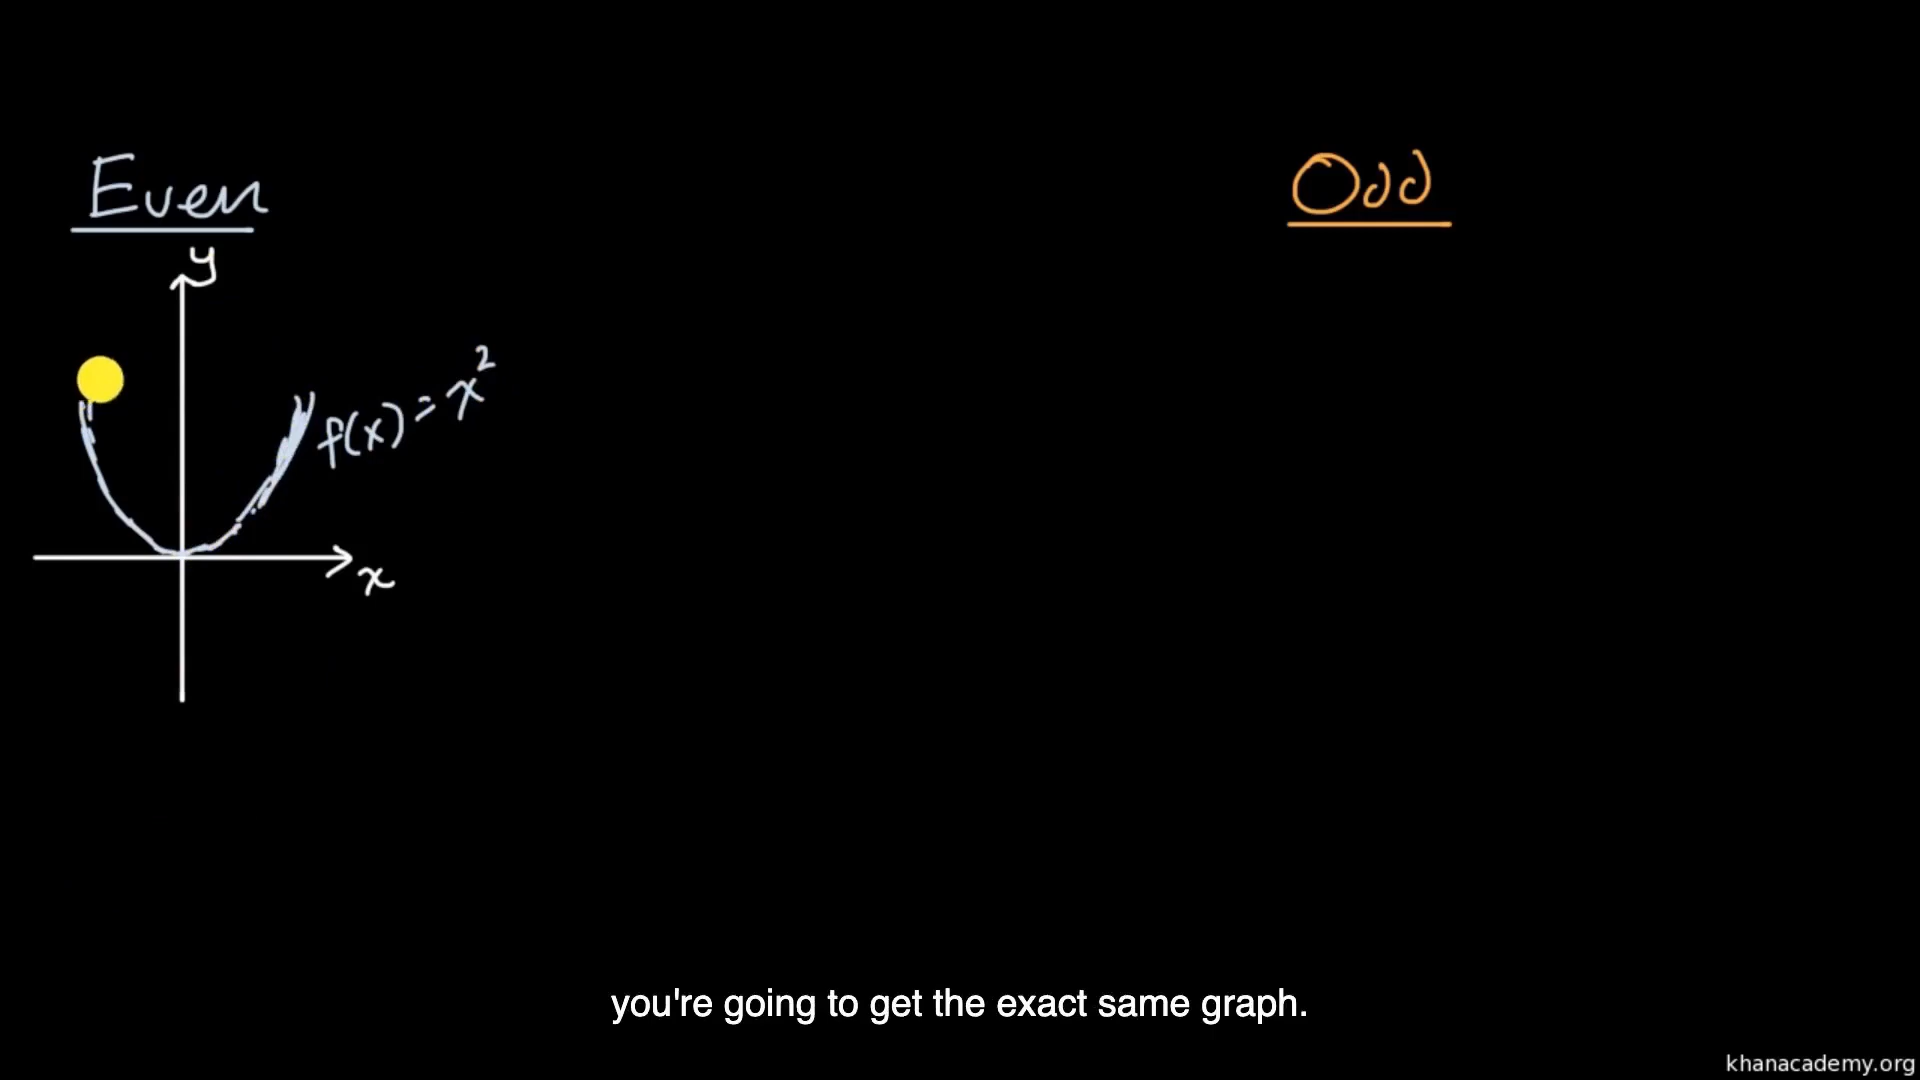 Even
Odd
y
f(x) = x²
x
you're going to get the exact same graph.
khanacademy.org